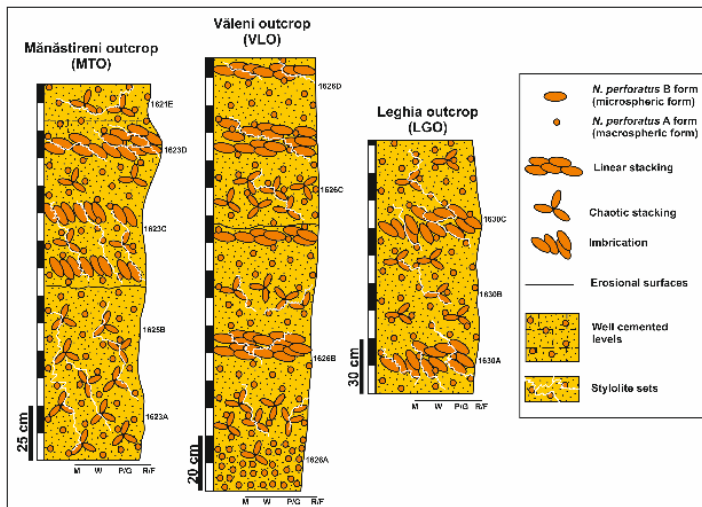 Mănăstireni outcrop
(MTO)
1621E
1623D
1623C
1625B
1623A
25 cm
M W P/G R/F
Văleni outcrop
(VLO)
1626D
1626C
1626B
1626A
20 cm
M W P/G R/F
Leghia outcrop
(LGO)
1630C
1630B
1630A
30 cm
M W P/G R/F
N. perforatus B form
(microspheric form)
N. perforatus A form
(macrospheric form)
Linear stacking
Chaotic stacking
Imbrication
Erosional surfaces
Well cemented
levels
Stylolite sets